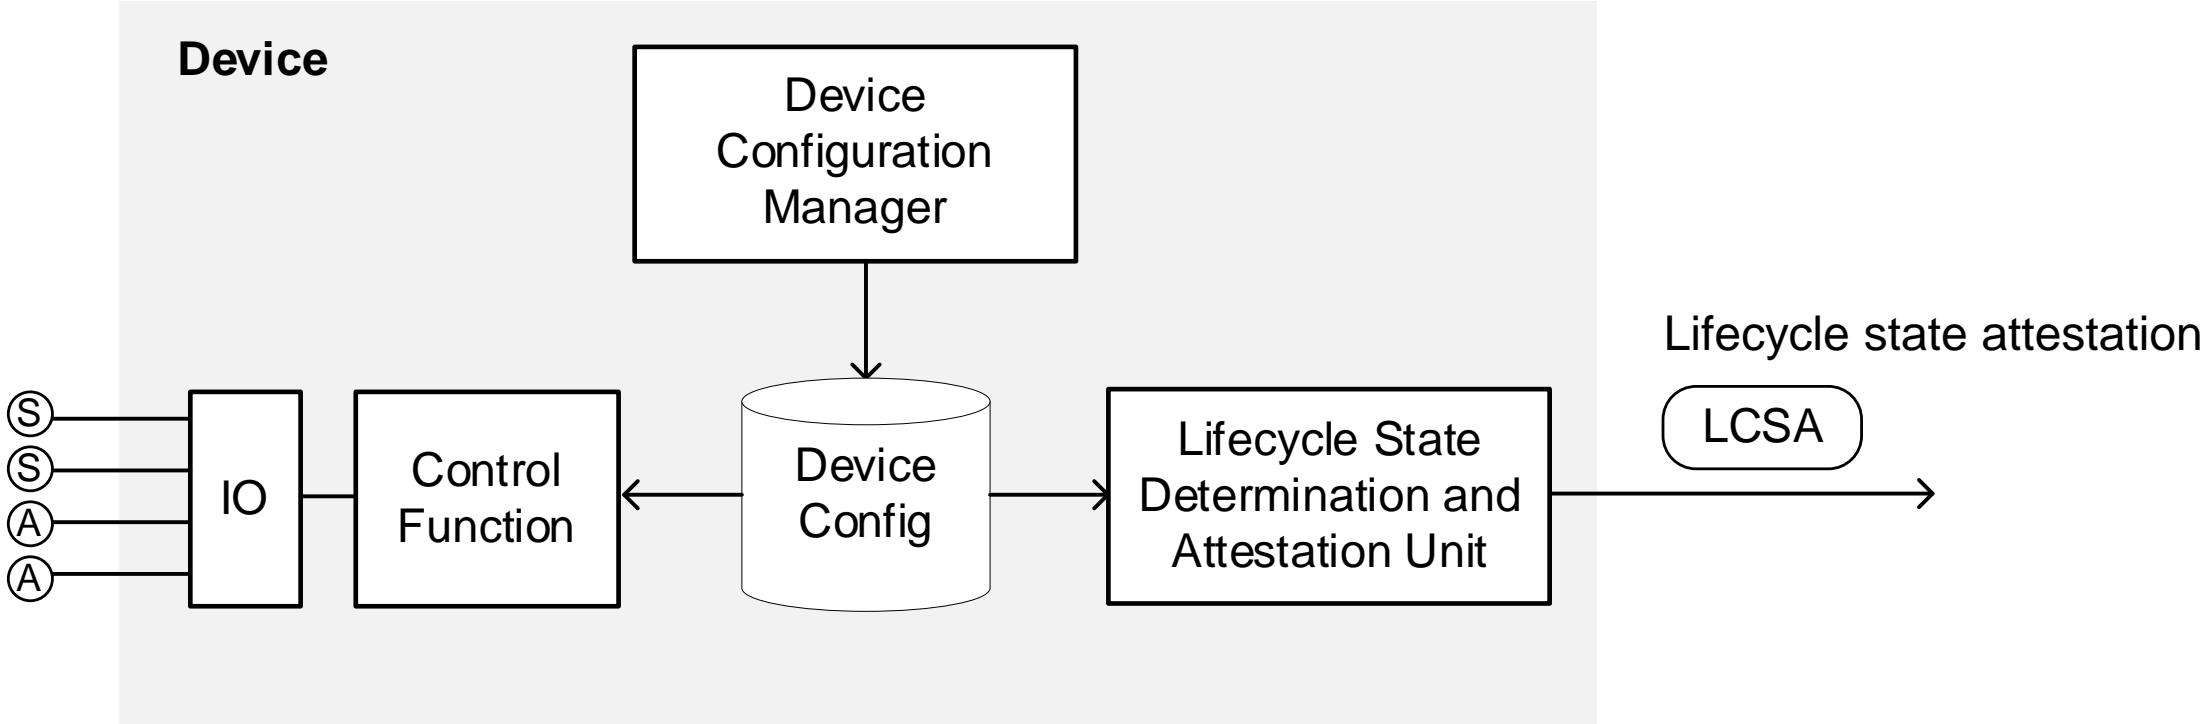 Device
Device
Configuration
Manager
Lifecycle state attestation
LCSA
S
S
A
A
IO
Control
Function
Device
Config
Lifecycle State
Determination and
Attestation Unit